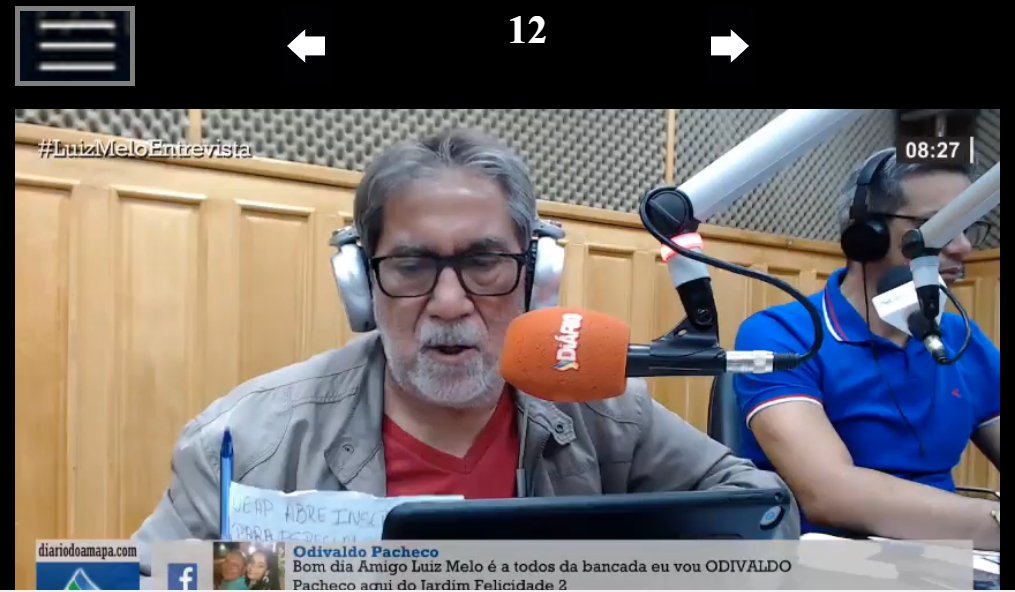 12
#LuizMeloEntrevista
08:27
DIÁRIO
UEAP ABRE
PARA
diariodoamapa.com
Odivaldo Pacheco
Bom dia Amigo Luiz Melo é a todos da bancada eu vou ODIVALDO
Pacheco aqui do Jardim Felicidade 2